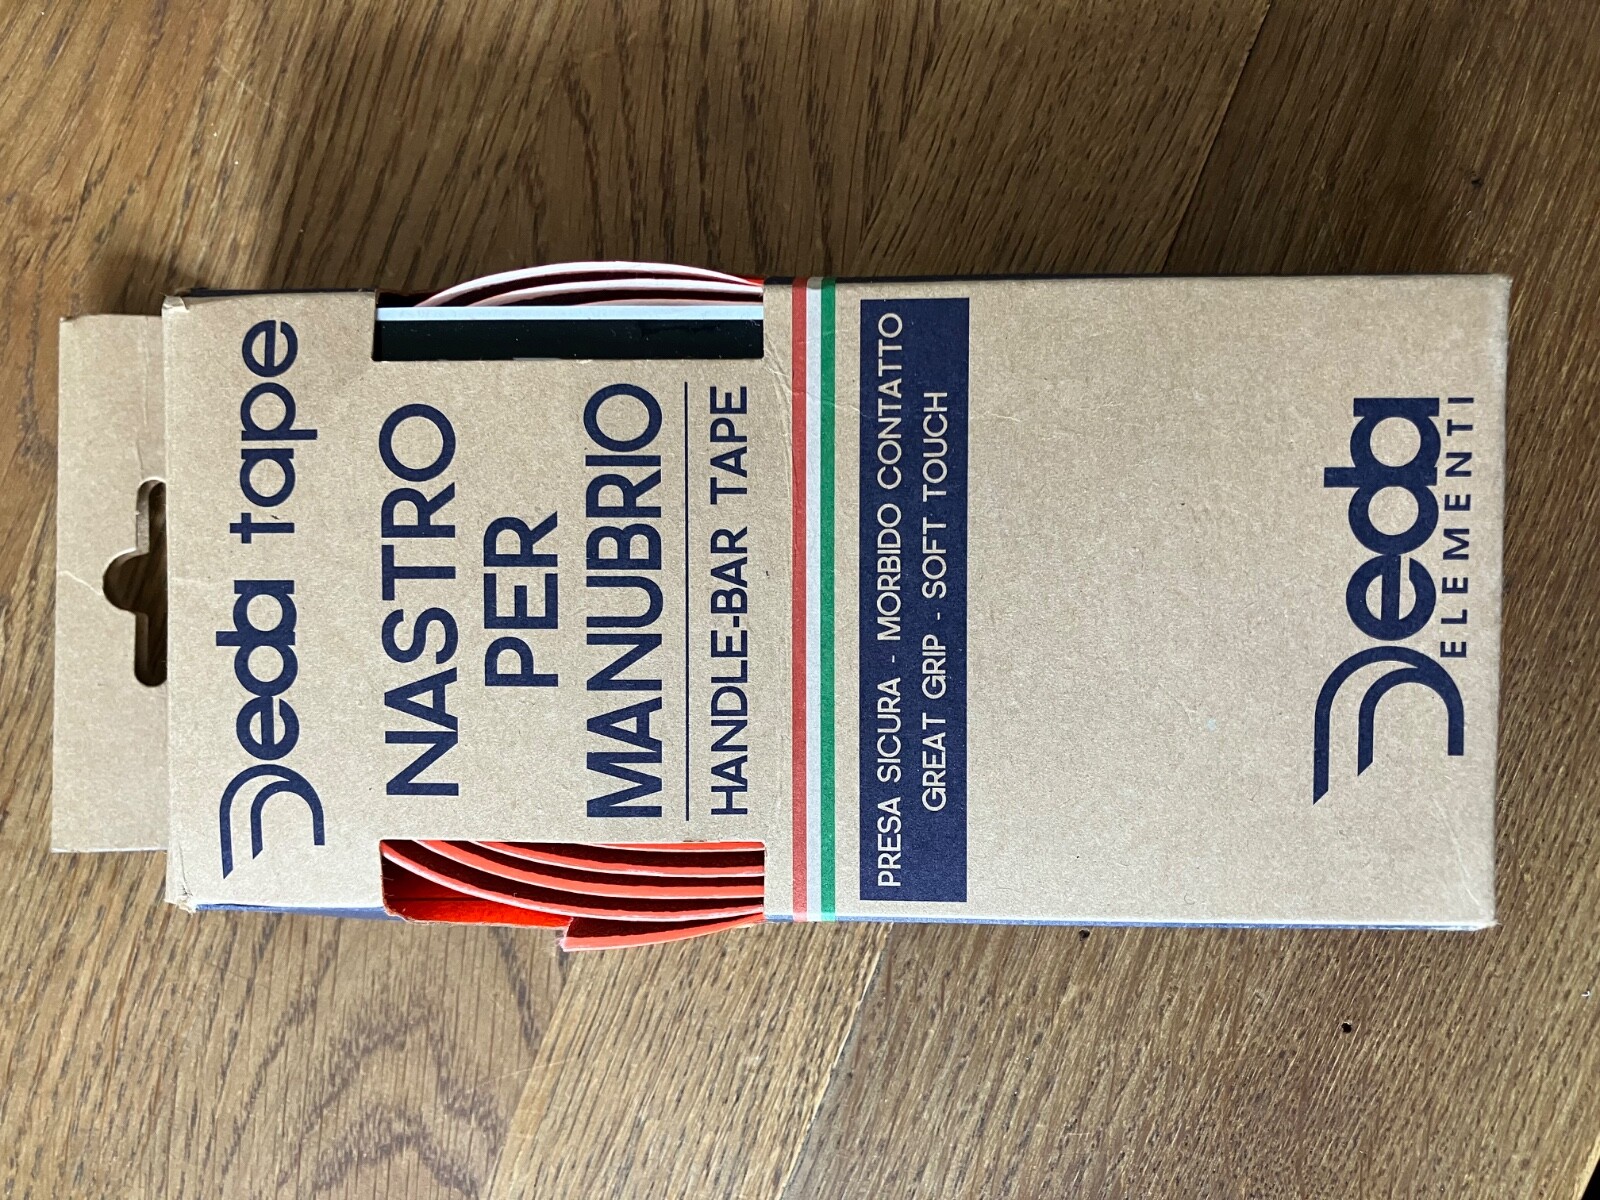 Deda tape
NASTRO
PER
MANUBRIO
HANDLE-BAR TAPE
PRESA SICURA - MORBIDO CONTATTO
GREAT GRIP - SOFT TOUCH
Deda
ELEMENTI